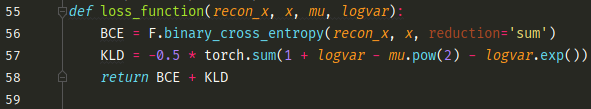 55 def loss_function(recon_x, x, mu, logvar):
56 BCE = F.binary_cross_entropy(recon_x, x, reduction='sum')
57 KLD = -0.5 * torch.sum(1 + logvar - mu.pow(2) - logvar.exp())
58 return BCE + KLD
59